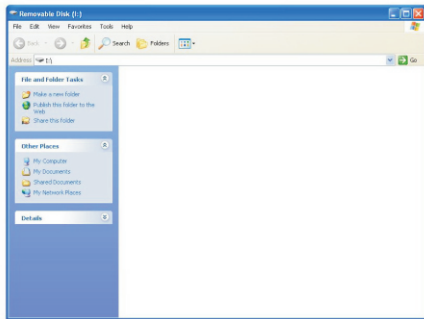 Removable Disk (I:)
File Edit View Favorites Tools Help
Back Search Folders
Address I:\ Go
File and Folder Tasks
Make a new folder
Publish this folder to the
Web
Share this folder
Other Places
My Computer
My Documents
Shared Documents
My Network Places
Details